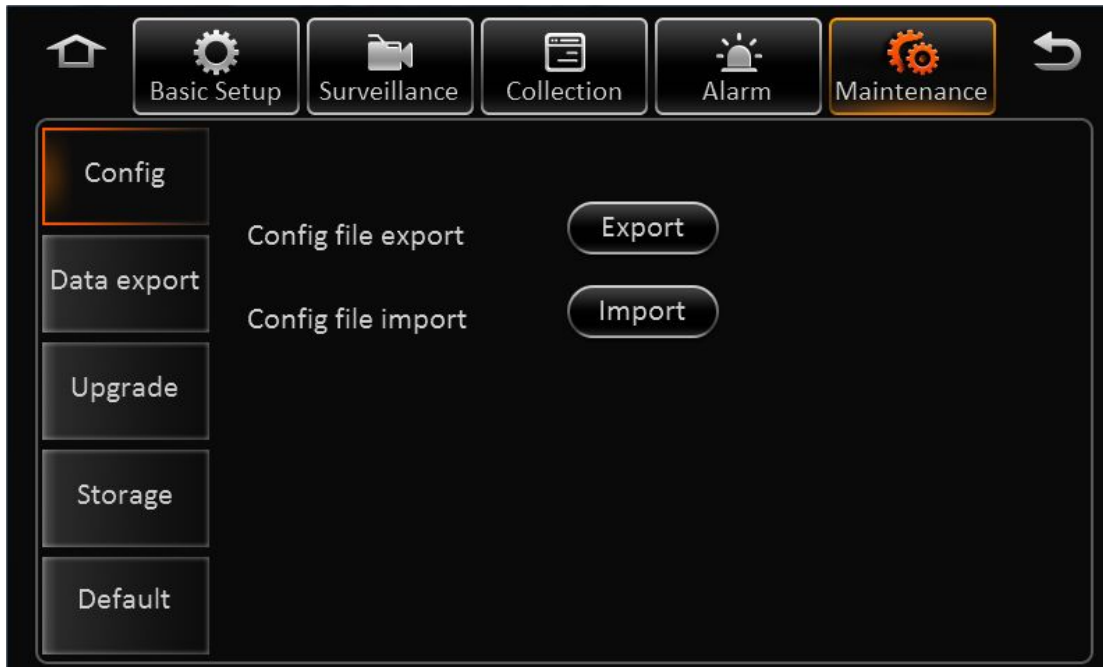 Basic Setup
Surveillance
Collection
Alarm
Maintenance
Config
Config file export
Export
Data export
Config file import
Import
Upgrade
Storage
Default